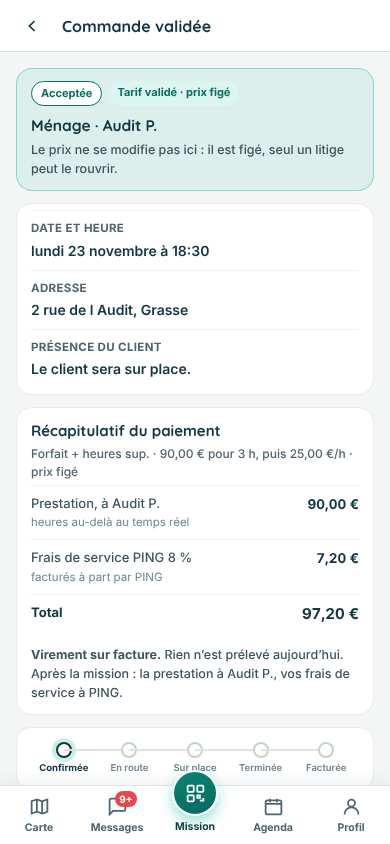 Commande validée
Acceptée
Tarif validé · prix figé
Ménage · Audit P.
Le prix ne se modifie pas ici : il est figé, seul un litige
peut le rouvrir.
DATE ET HEURE
lundi 23 novembre à 18:30
ADRESSE
2 rue de l Audit, Grasse
PRÉSENCE DU CLIENT
Le client sera sur place.
Récapitulatif du paiement
Forfait + heures sup. · 90,00 € pour 3 h, puis 25,00 €/h ·
prix figé
Prestation, à Audit P.
90,00 €
heures au-delà au temps réel
Frais de service PING 8 %
7,20 €
facturés à part par PING
Total
97,20 €
Virement sur facture. Rien n’est prélevé aujourd’hui.
Après la mission : la prestation à Audit P., vos frais de
service à PING.
Confirmée
En route
Sur place
Terminée
Facturée
9+
Carte
Messages
Mission
Agenda
Profil